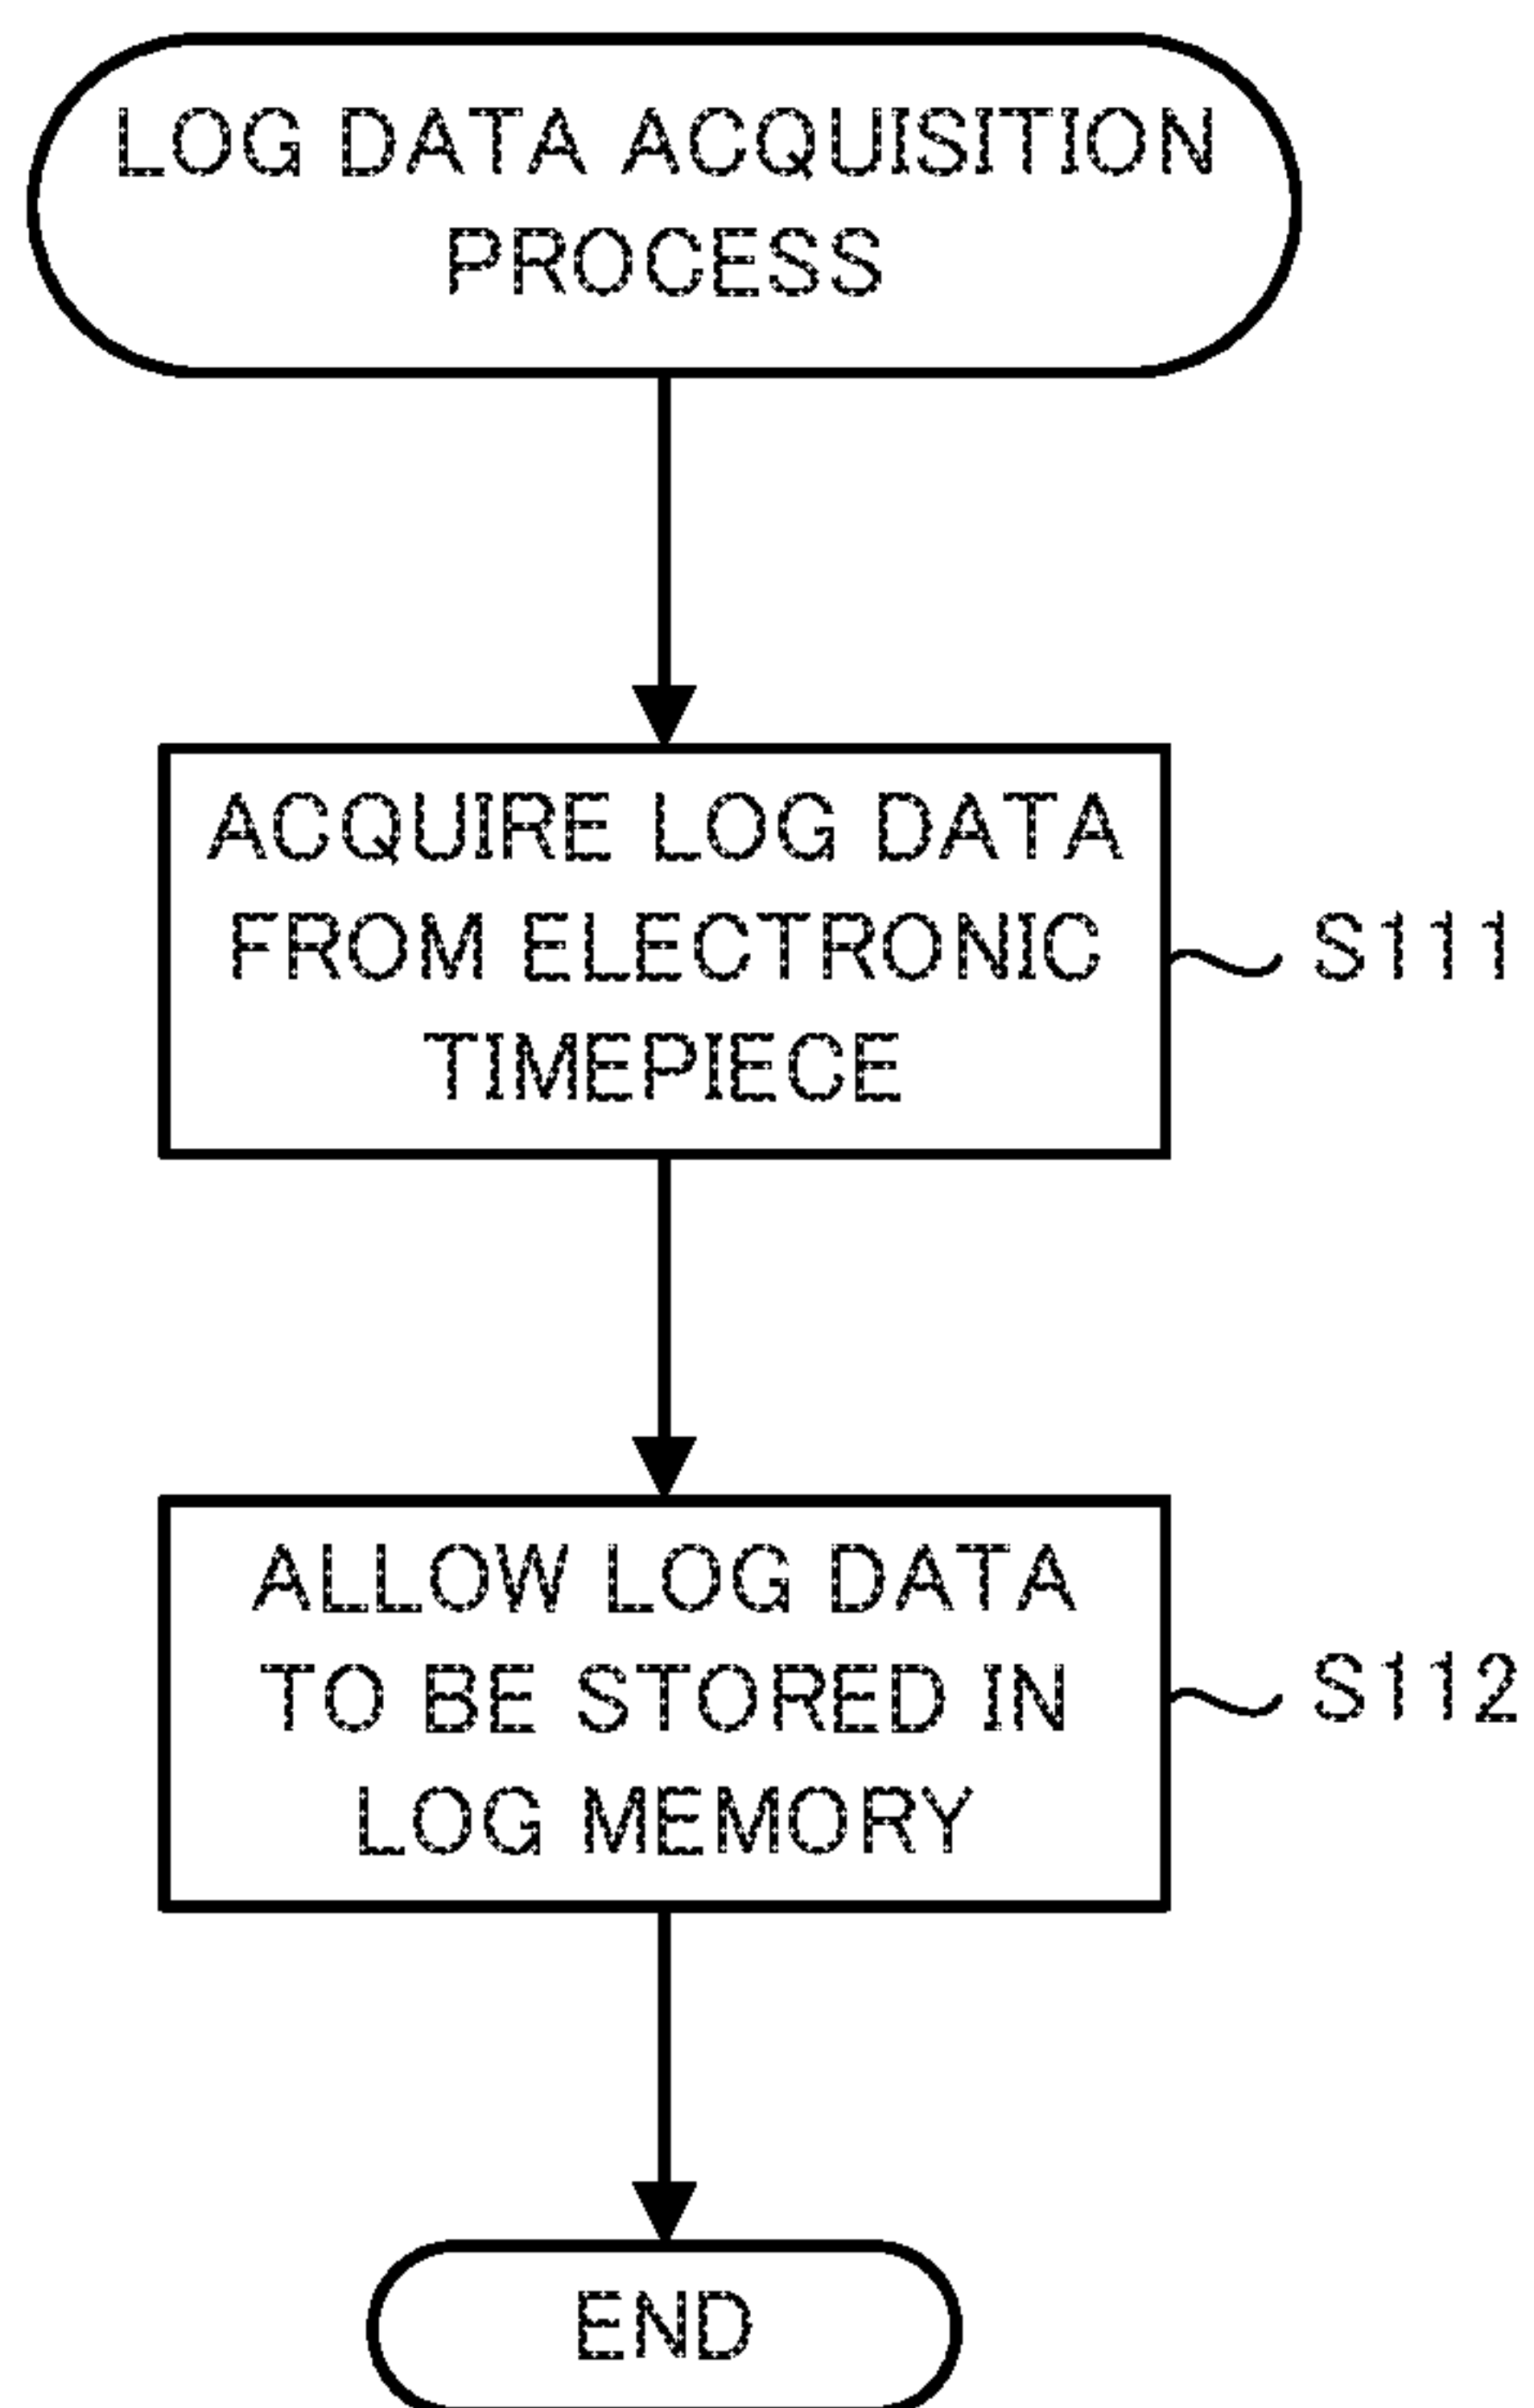 LOG DATA ACQUISITION
PROCESS
ACQUIRE LOG DATA
FROM ELECTRONIC
TIMEPIECE
S111
ALLOW LOG DATA
TO BE STORED IN
LOG MEMORY
S112
END